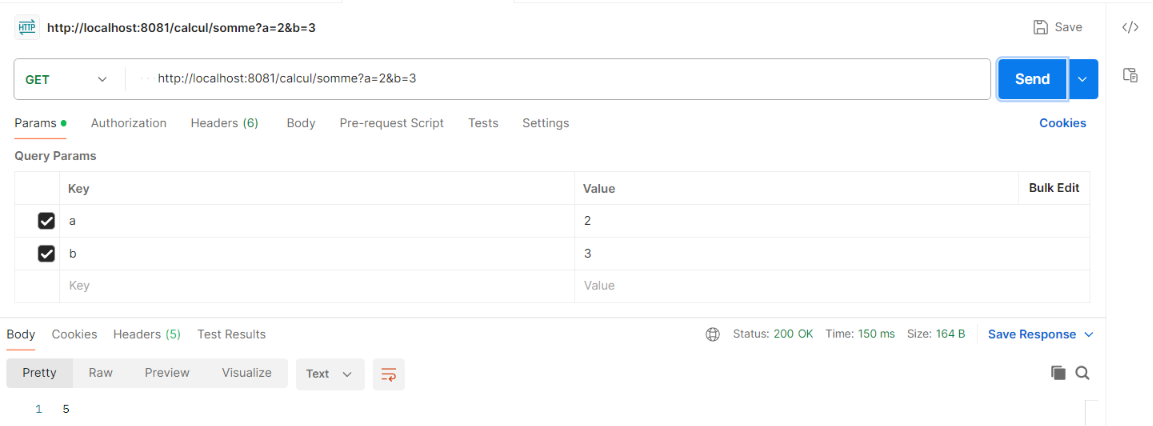 HTTP http://localhost:8081/calcul/somme?a=2&b=3 Save </>
GET http://localhost:8081/calcul/somme?a=2&b=3 Send
Params Authorization Headers (6) Body Pre-request Script Tests Settings Cookies
Query Params
Key Value Bulk Edit
a 2
b 3
Key Value
Body Cookies Headers (5) Test Results Status: 200 OK Time: 150 ms Size: 164 B Save Response
Pretty Raw Preview Visualize Text
1 5